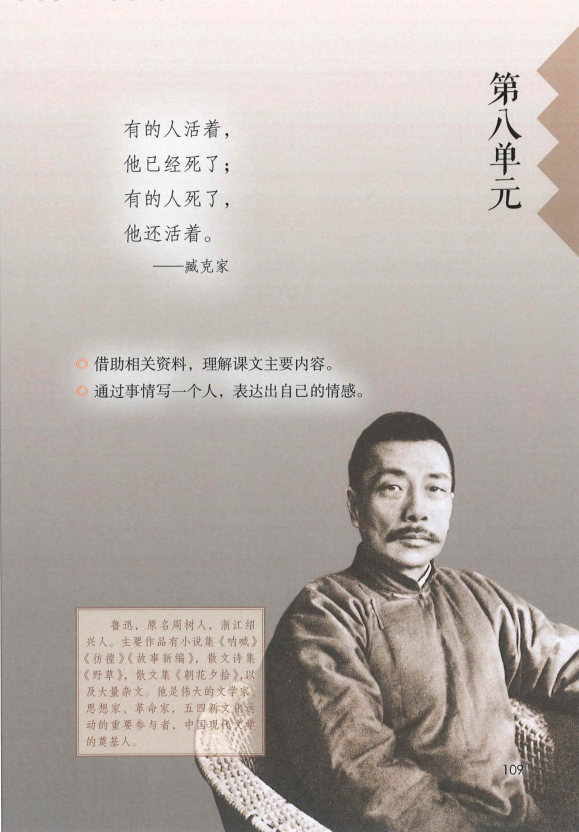 第八单元
有的人活着，
他已经死了；
有的人死了，
他还活着。
——臧克家
借助相关资料，理解课文主要内容。
通过事情写一个人，表达出自己的情感。
鲁迅，原名周树人，浙江绍
兴人。主要作品有小说集《呐喊》
《彷徨》《故事新编》，散文诗集
《野草》，散文集《朝花夕拾》，以
及大量杂文。他是伟大的文学家、
思想家、革命家，五四新文化运
动的重要参与者，中国现代文学
的奠基人。
109